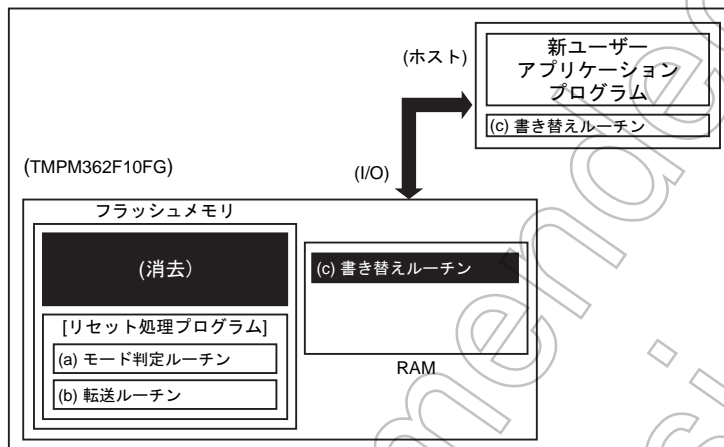 (ホスト)
新ユーザー
アプリケーション
プログラム
(c) 書き替えルーチン
(TMPM362F10FG)
(I/O)
フラッシュメモリ
(消去)
(c) 書き替えルーチン
[リセット処理プログラム]
(a) モード判定ルーチン
(b) 転送ルーチン
RAM